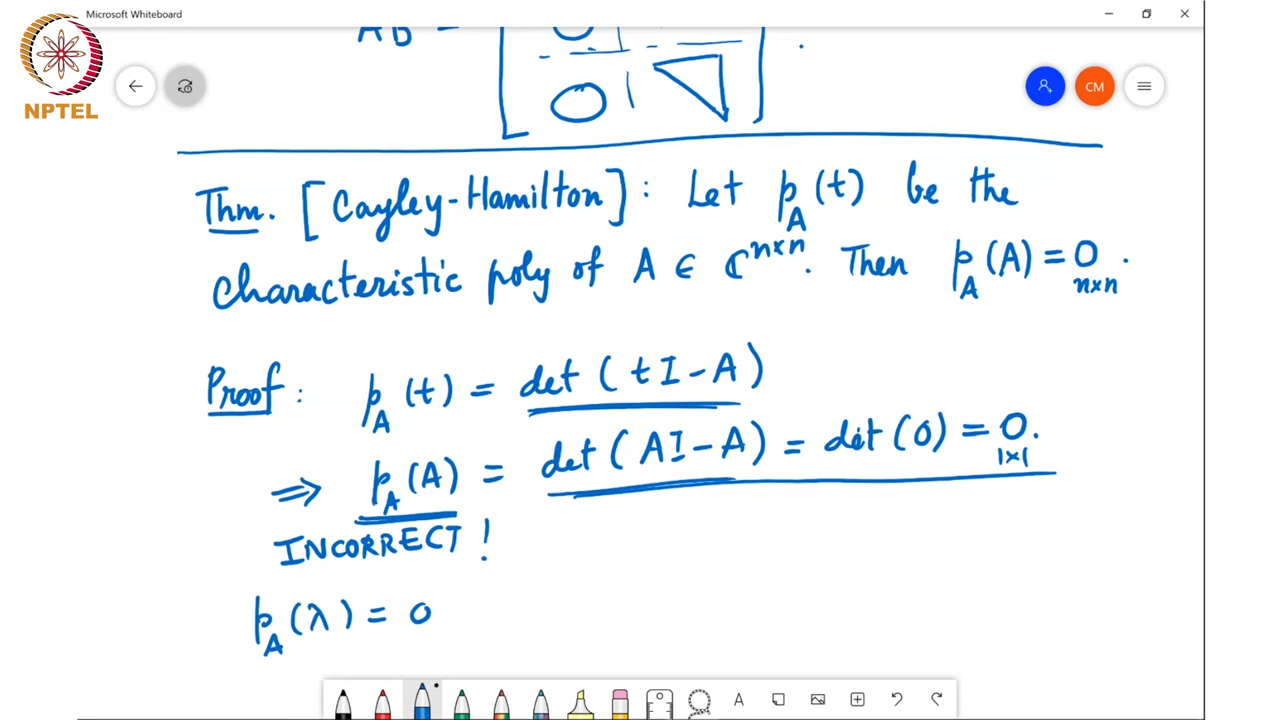 Microsoft Whiteboard
NPTEL
AB =
CM
Thm. [Cayley-Hamilton] : Let p_A(t) be the
characteristic poly of A ∈ ℂ^{n×n}. Then p_A(A) = 0_{n×n}.
Proof : p_A(t) = det(tI-A)
⇒ p_A(A) = det(AI-A) = det(0) = 0_{1×1}.
INCORRECT!
p_A(λ) = 0